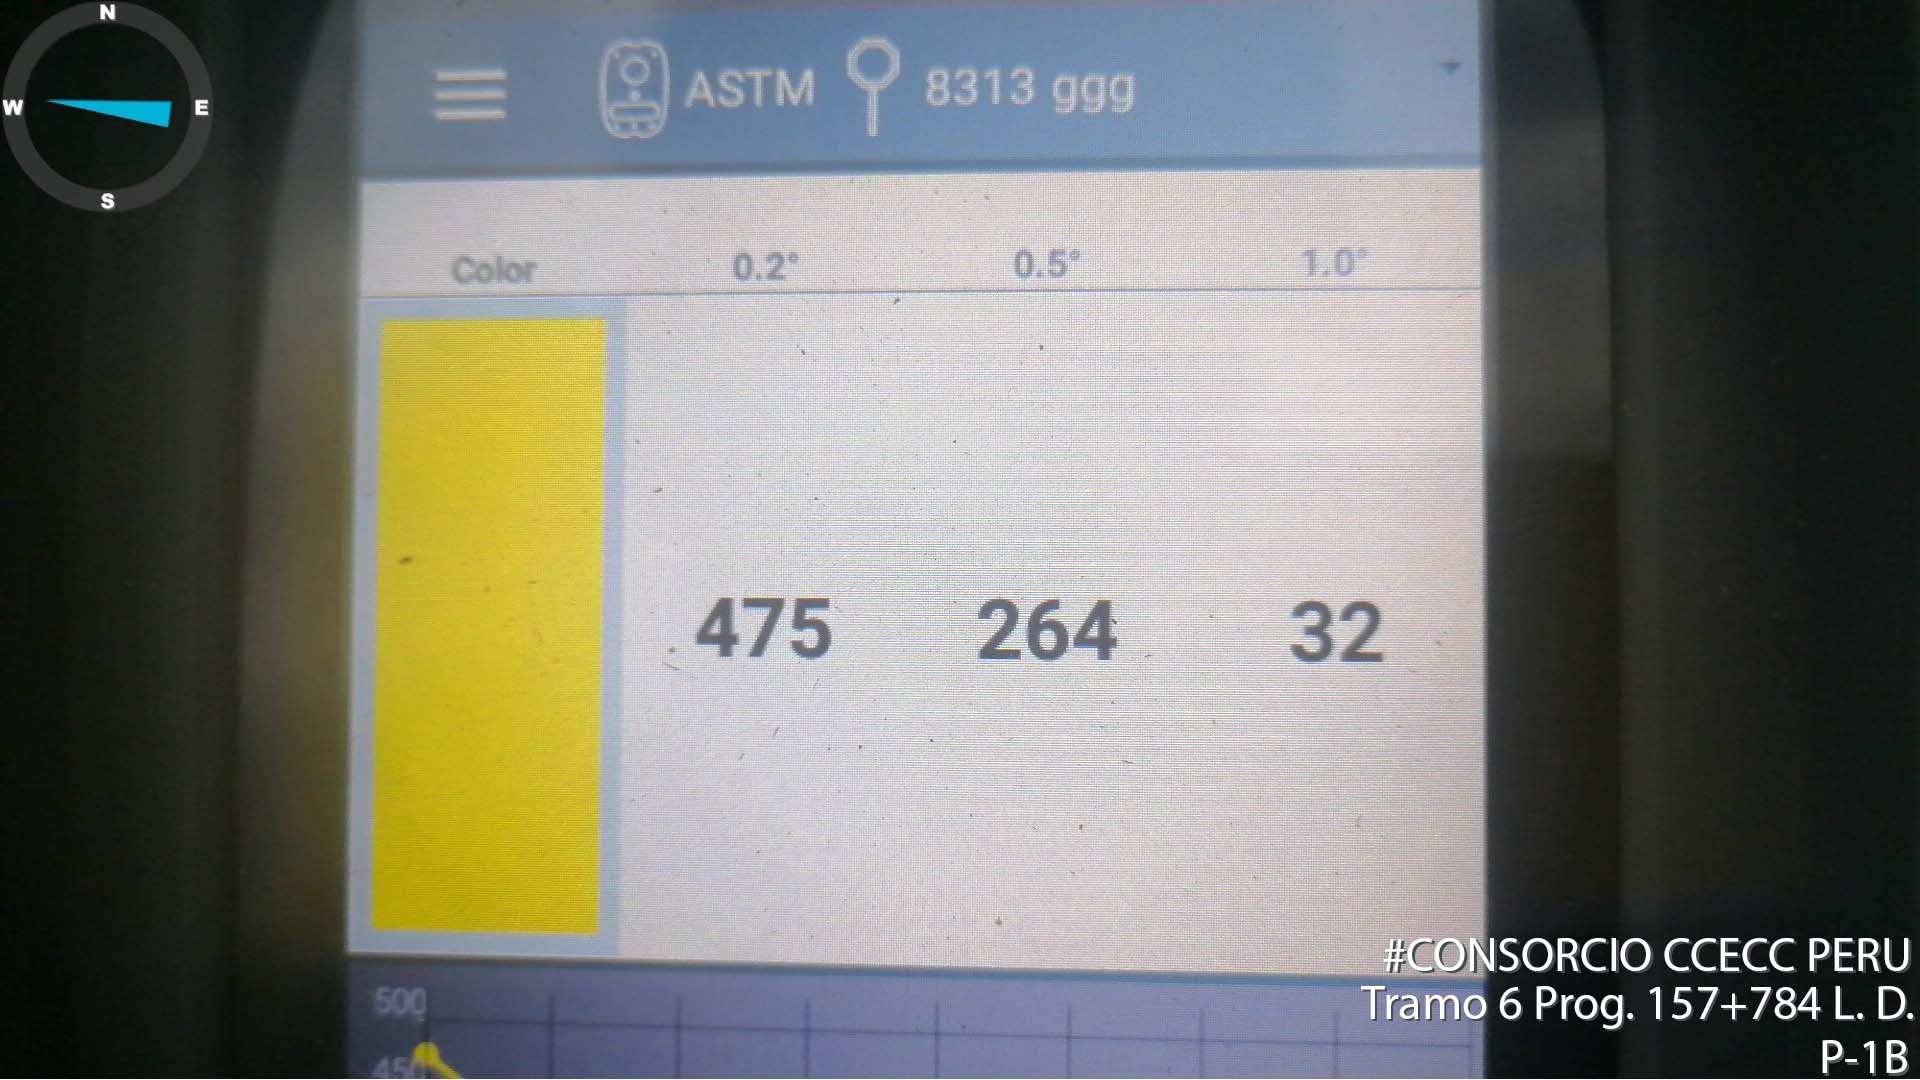 N
W E
S
ASTM 8313 ggg
Color 0.2° 0.5° 1.0°
475 264 32
500
450
#CONSORCIO CCECC PERU
Tramo 6 Prog. 157+784 L. D.
P-1B